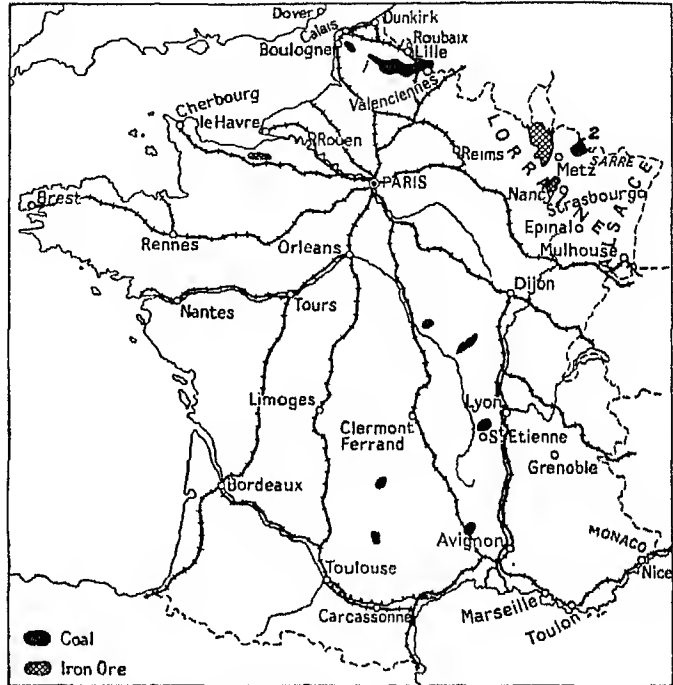 Dover
Dunkirk
Calais
Boulogne
Roubaix
Lille
1
Valenciennes
Cherbourg
le Havre
Rouen
Reims
LORRAINE
2
SARRE
Metz
PARIS
Nancy
Strasbourg
ALSACE
Brest
Rennes
Orleans
Epinal
Mulhouse
Nantes
Tours
Dijon
Limoges
Clermont
Ferrand
Lyon
St Etienne
Grenoble
Bordeaux
Avignon
MONACO
Nice
Toulouse
Carcassonne
Marseille
Toulon
Coal
Iron Ore